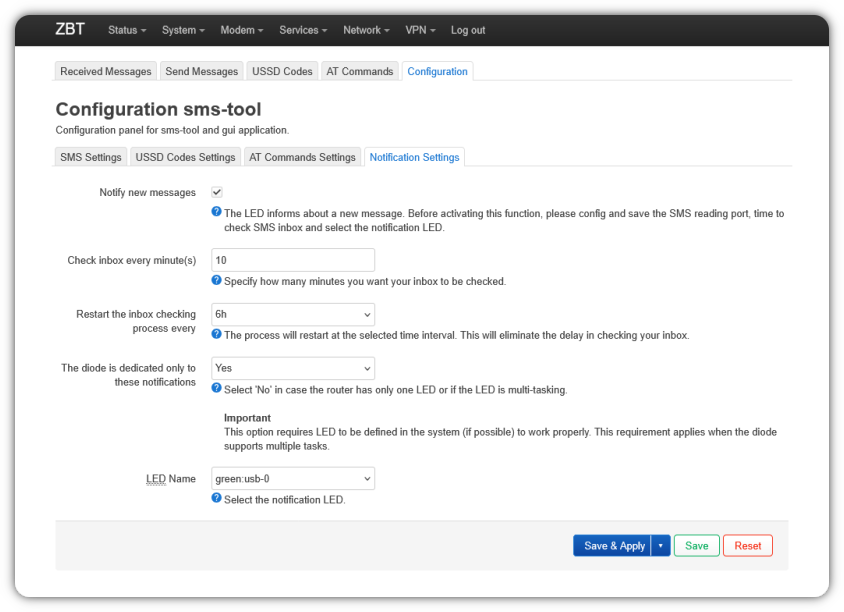 ZBT Status System Modem Services Network VPN Log out
Received Messages Send Messages USSD Codes AT Commands Configuration
Configuration sms-tool
Configuration panel for sms-tool and gui application.
SMS Settings USSD Codes Settings AT Commands Settings Notification Settings
Notify new messages
The LED informs about a new message. Before activating this function, please config and save the SMS reading port, time to
check SMS inbox and select the notification LED.
Check inbox every minute(s) 10
Specify how many minutes you want your inbox to be checked.
Restart the inbox checking
process every
6h
The process will restart at the selected time interval. This will eliminate the delay in checking your inbox.
The diode is dedicated only to
these notifications
Yes
Select 'No' in case the router has only one LED or if the LED is multi-tasking.
Important
This option requires LED to be defined in the system (if possible) to work properly. This requirement applies when the diode
supports multiple tasks.
LED Name green:usb-0
Select the notification LED.
Save & Apply Save Reset